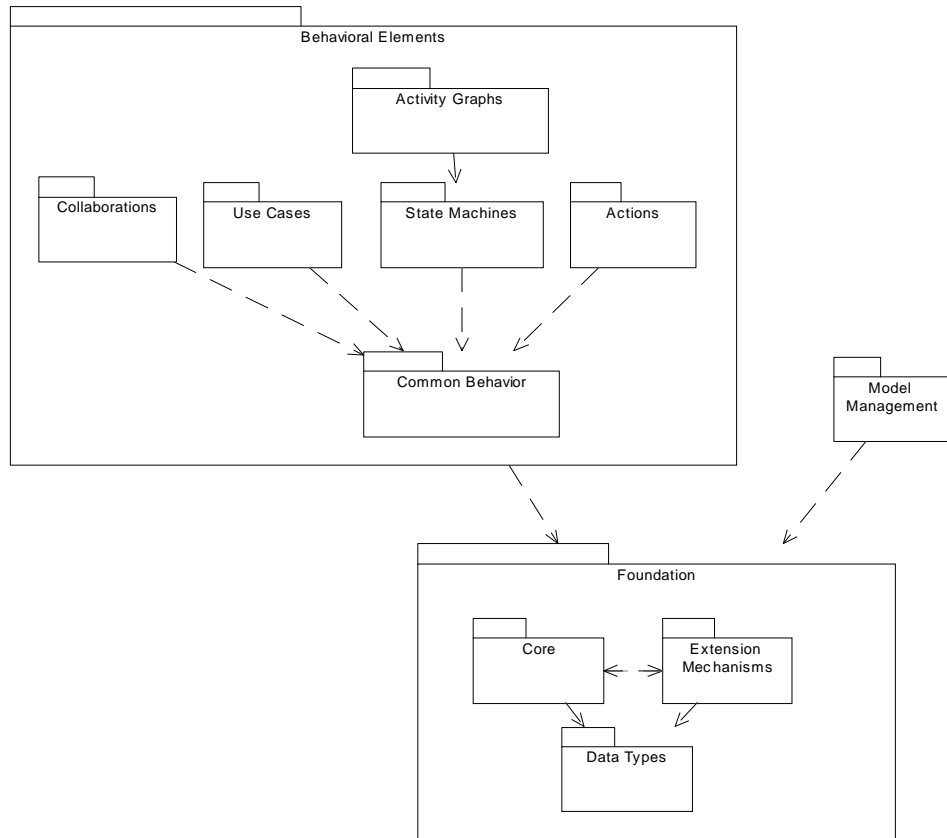 Behavioral Elements
Activity Graphs
Collaborations
Use Cases
State Machines
Actions
Common Behavior
Model
Management
Foundation
Core
Extension
Mechanisms
Data Types